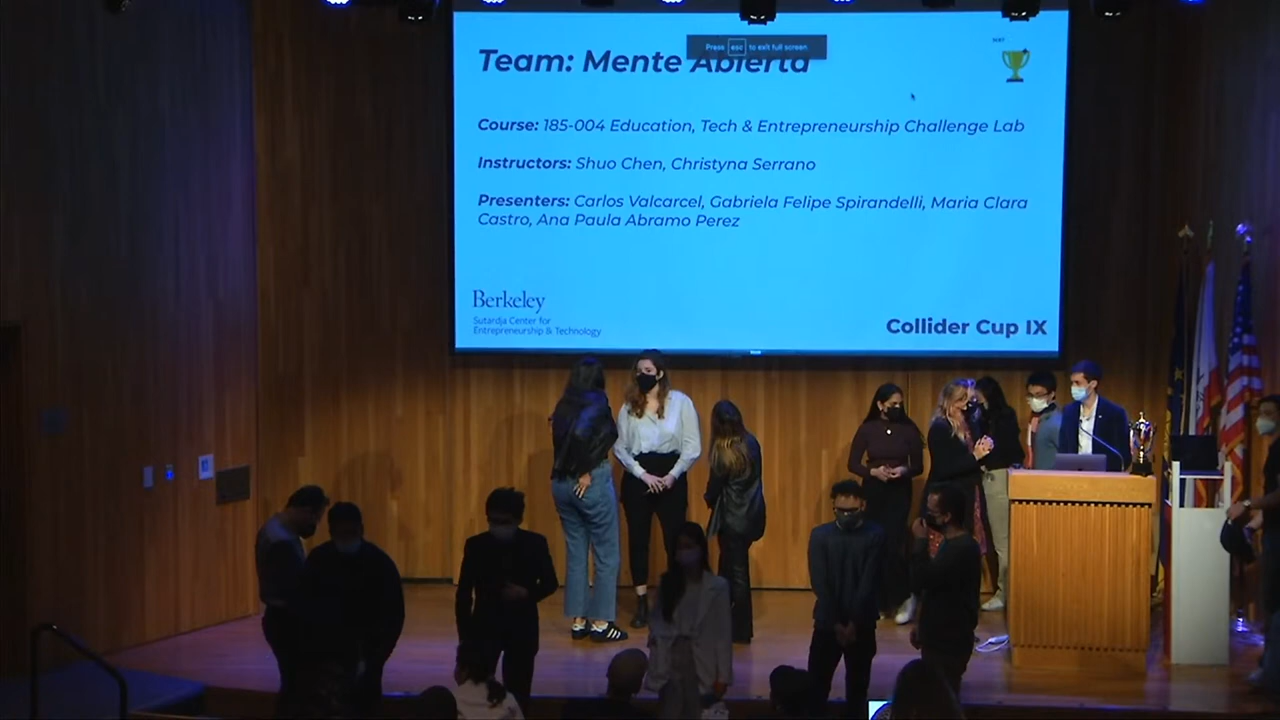 Press esc to exit full screen
Team: Mente Abierta
Course: 185-004 Education, Tech & Entrepreneurship Challenge Lab
Instructors: Shuo Chen, Christyna Serrano
Presenters: Carlos Valcarcel, Gabriela Felipe Spirandelli, Maria Clara
Castro, Ana Paula Abramo Perez
Berkeley
Sutardja Center for
Entrepreneurship & Technology
Collider Cup IX